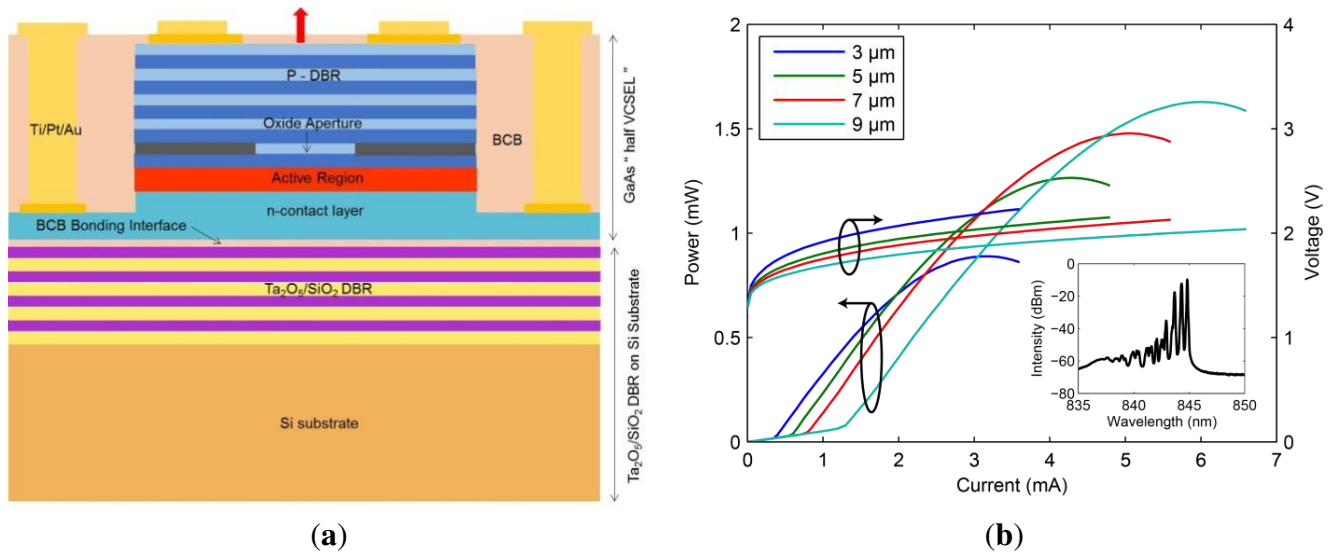 P - DBR
Oxide Aperture
Ti/Pt/Au
BCB
Active Region
n-contact layer
BCB Bonding Interface
Ta₂O₅/SiO₂ DBR
Si substrate
GaAs " half VCSEL "
Ta₂O₅/SiO₂ DBR on Si Substrate
(a)
2
1.5
1
0.5
0
Power (mW)
3 µm
5 µm
7 µm
9 µm
4
3
2
1
0
Voltage (V)
0 1 2 3 4 5 6 7
Current (mA)
0
−20
−40
−60
−80
Intensity (dBm)
835 840 845 850
Wavelength (nm)
(b)